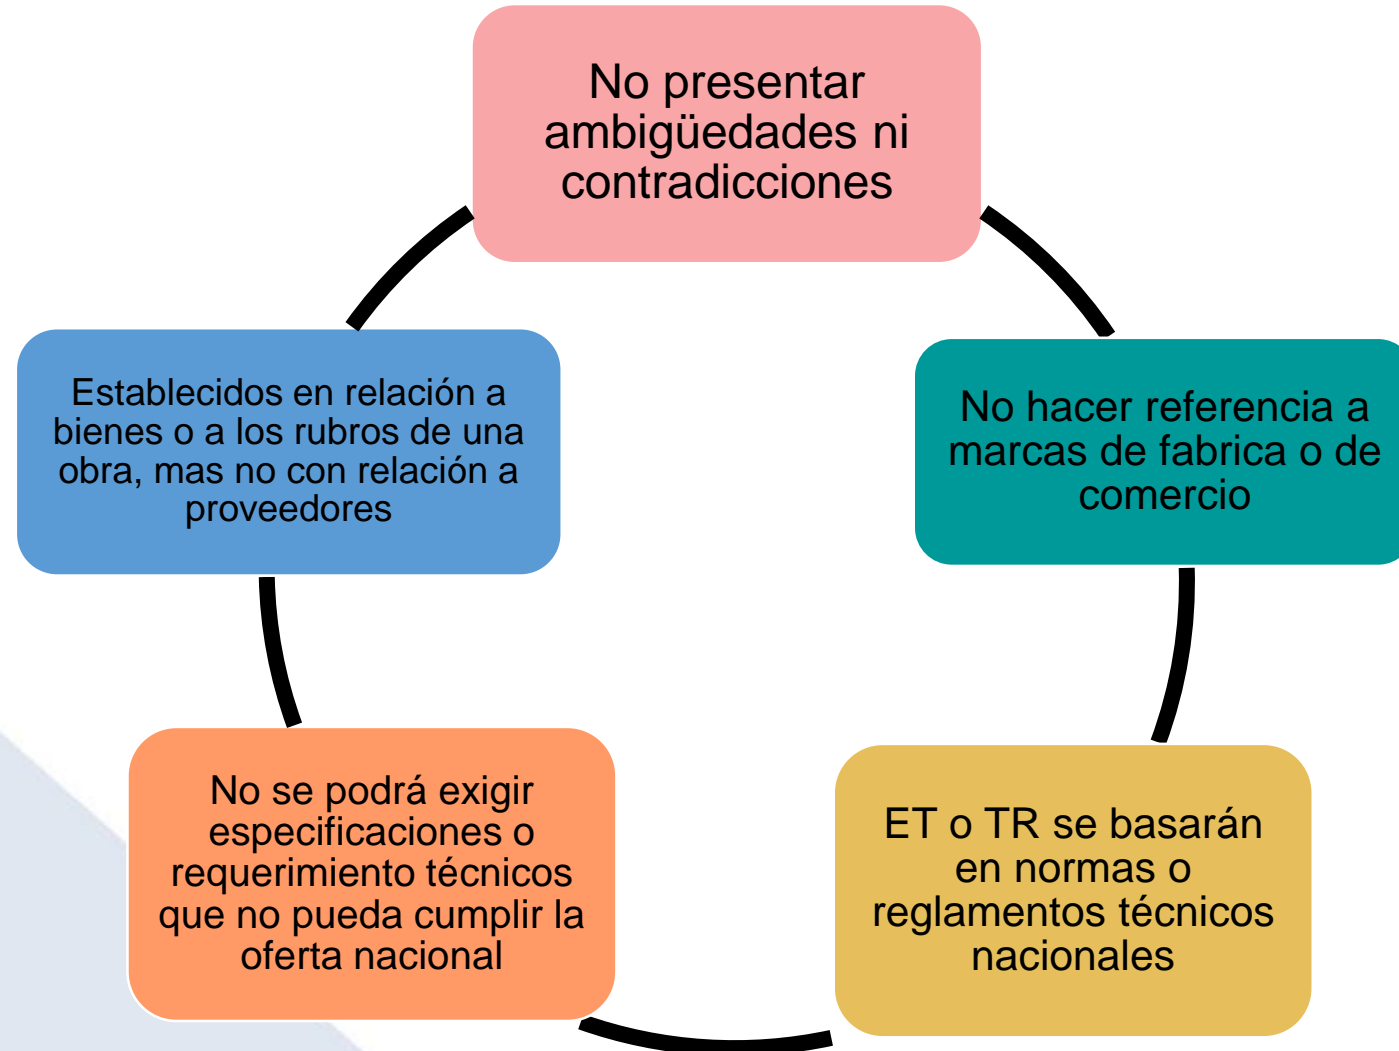 No presentar
ambigüedades ni
contradicciones
No hacer referencia a
marcas de fabrica o de
comercio
ET o TR se basarán
en normas o
reglamentos técnicos
nacionales
No se podrá exigir
especificaciones o
requerimiento técnicos
que no pueda cumplir la
oferta nacional
Establecidos en relación a
bienes o a los rubros de una
obra, mas no con relación a
proveedores